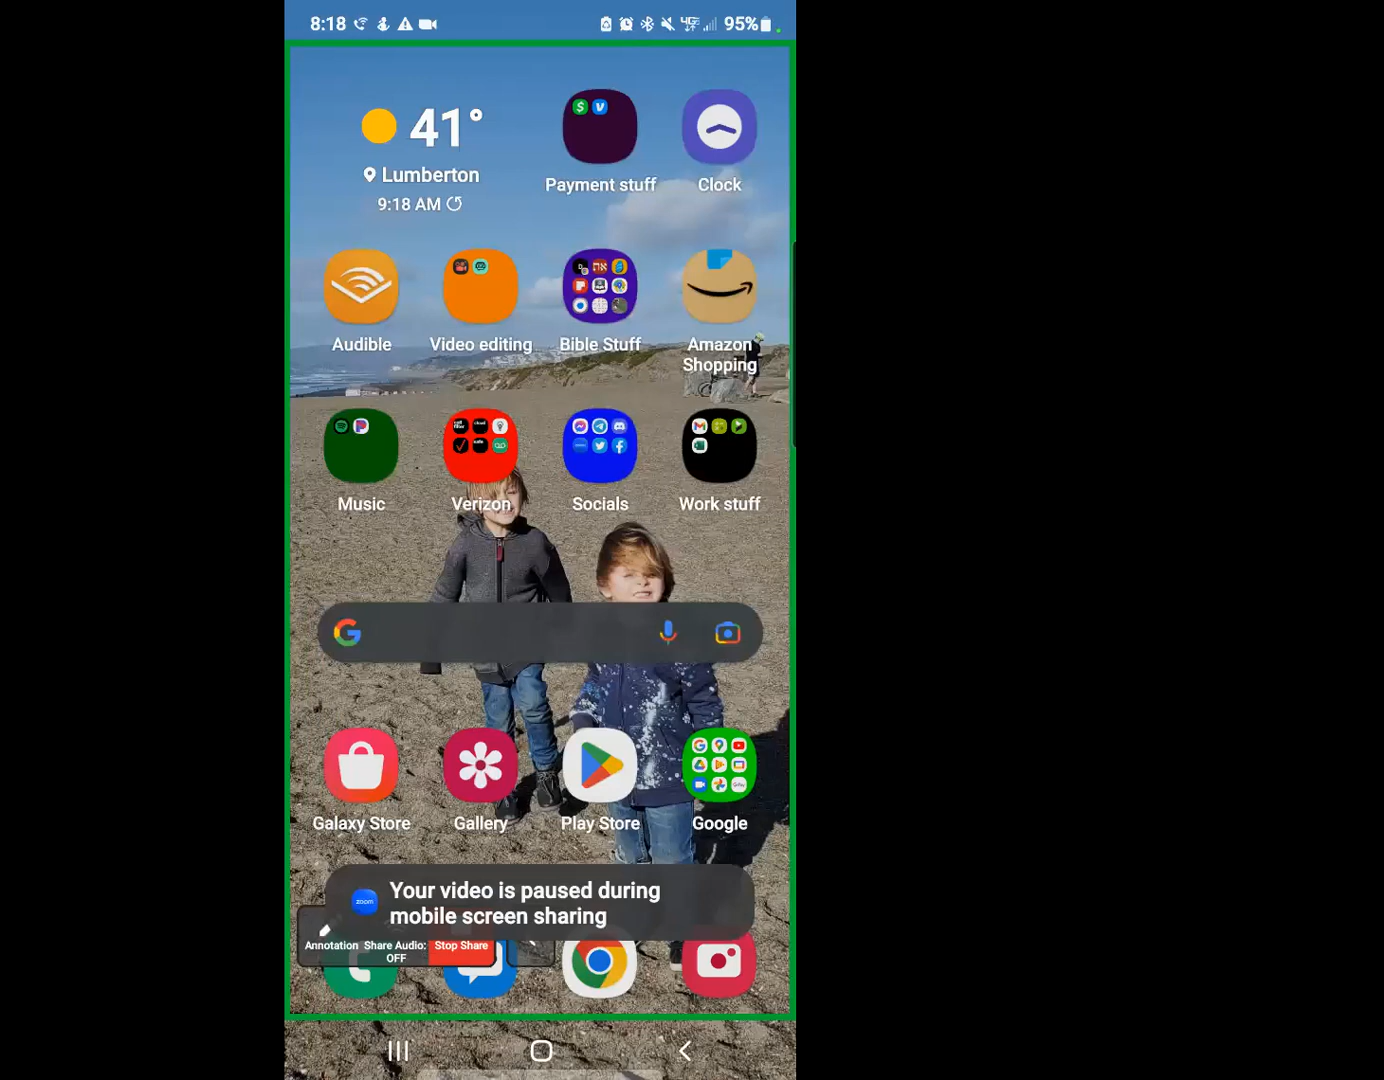 8:18
95%
41°
Lumberton
9:18 AM
Payment stuff
Clock
Audible
Video editing
Bible Stuff
Amazon
Shopping
Music
Verizon
Socials
Work stuff
Galaxy Store
Gallery
Play Store
Google
zoom
Your video is paused during
mobile screen sharing
Annotation
Share Audio:
OFF
Stop Share